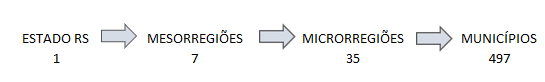 ESTADO RS MESORREGIÕES MICRORREGIÕES MUNICÍPIOS
1 7 35 497